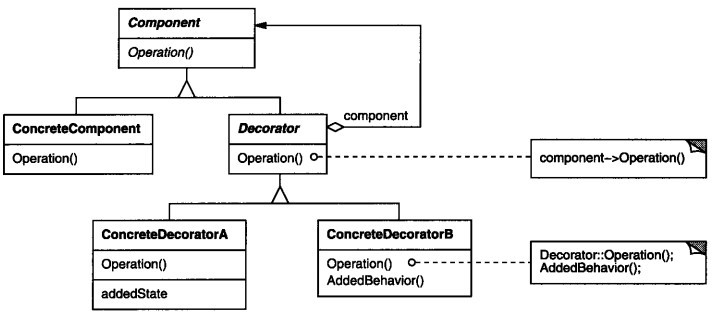 Component
Operation()
component
ConcreteComponent
Operation()
Decorator
Operation()
component->Operation()
ConcreteDecoratorA
Operation()
addedState
ConcreteDecoratorB
Operation()
AddedBehavior()
Decorator::Operation();
AddedBehavior();